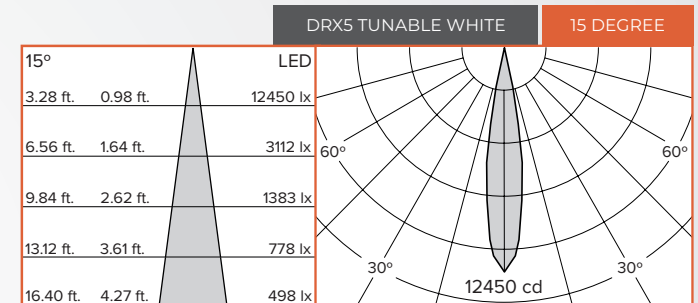 DRX5 TUNABLE WHITE
15 DEGREE
15º LED
3.28 ft. 0.98 ft. 12450 lx
6.56 ft. 1.64 ft. 3112 lx
9.84 ft. 2.62 ft. 1383 lx
13.12 ft. 3.61 ft. 778 lx
16.40 ft. 4.27 ft. 498 lx
60º 60º
30º 30º
12450 cd